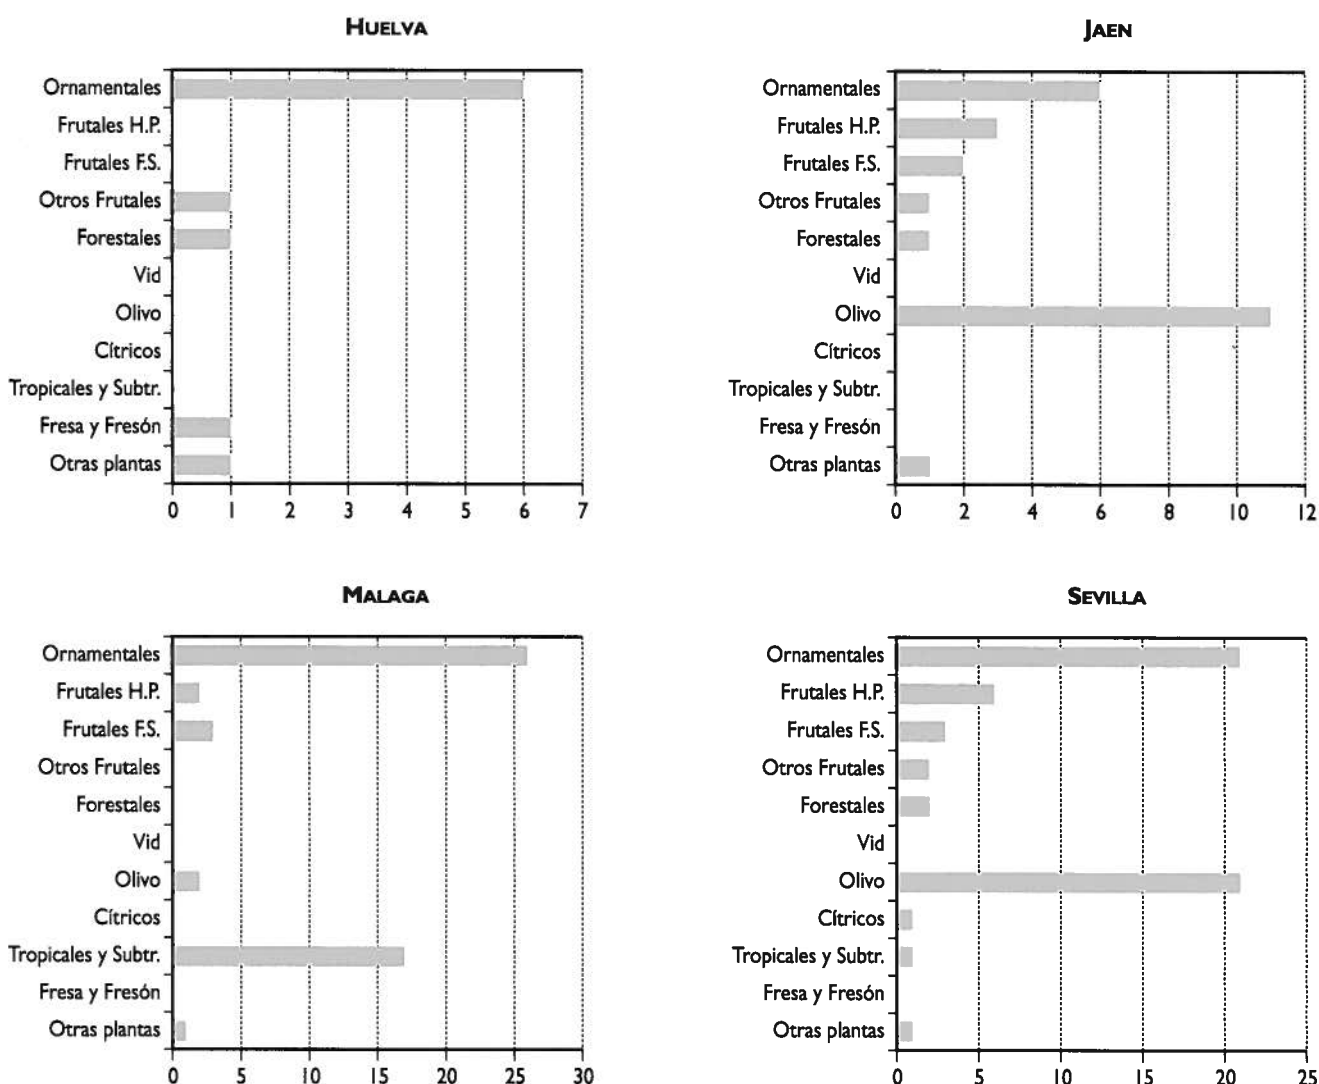 HUELVA
Ornamentales
Frutales H.P.
Frutales F.S.
Otros Frutales
Forestales
Vid
Olivo
Cítricos
Tropicales y Subtr.
Fresa y Fresón
Otras plantas
0 1 2 3 4 5 6 7
JAEN
Ornamentales
Frutales H.P.
Frutales F.S.
Otros Frutales
Forestales
Vid
Olivo
Cítricos
Tropicales y Subtr.
Fresa y Fresón
Otras plantas
0 2 4 6 8 10 12
MALAGA
Ornamentales
Frutales H.P.
Frutales F.S.
Otros Frutales
Forestales
Vid
Olivo
Cítricos
Tropicales y Subtr.
Fresa y Fresón
Otras plantas
0 5 10 15 20 25 30
SEVILLA
Ornamentales
Frutales H.P.
Frutales F.S.
Otros Frutales
Forestales
Vid
Olivo
Cítricos
Tropicales y Subtr.
Fresa y Fresón
Otras plantas
0 5 10 15 20 25